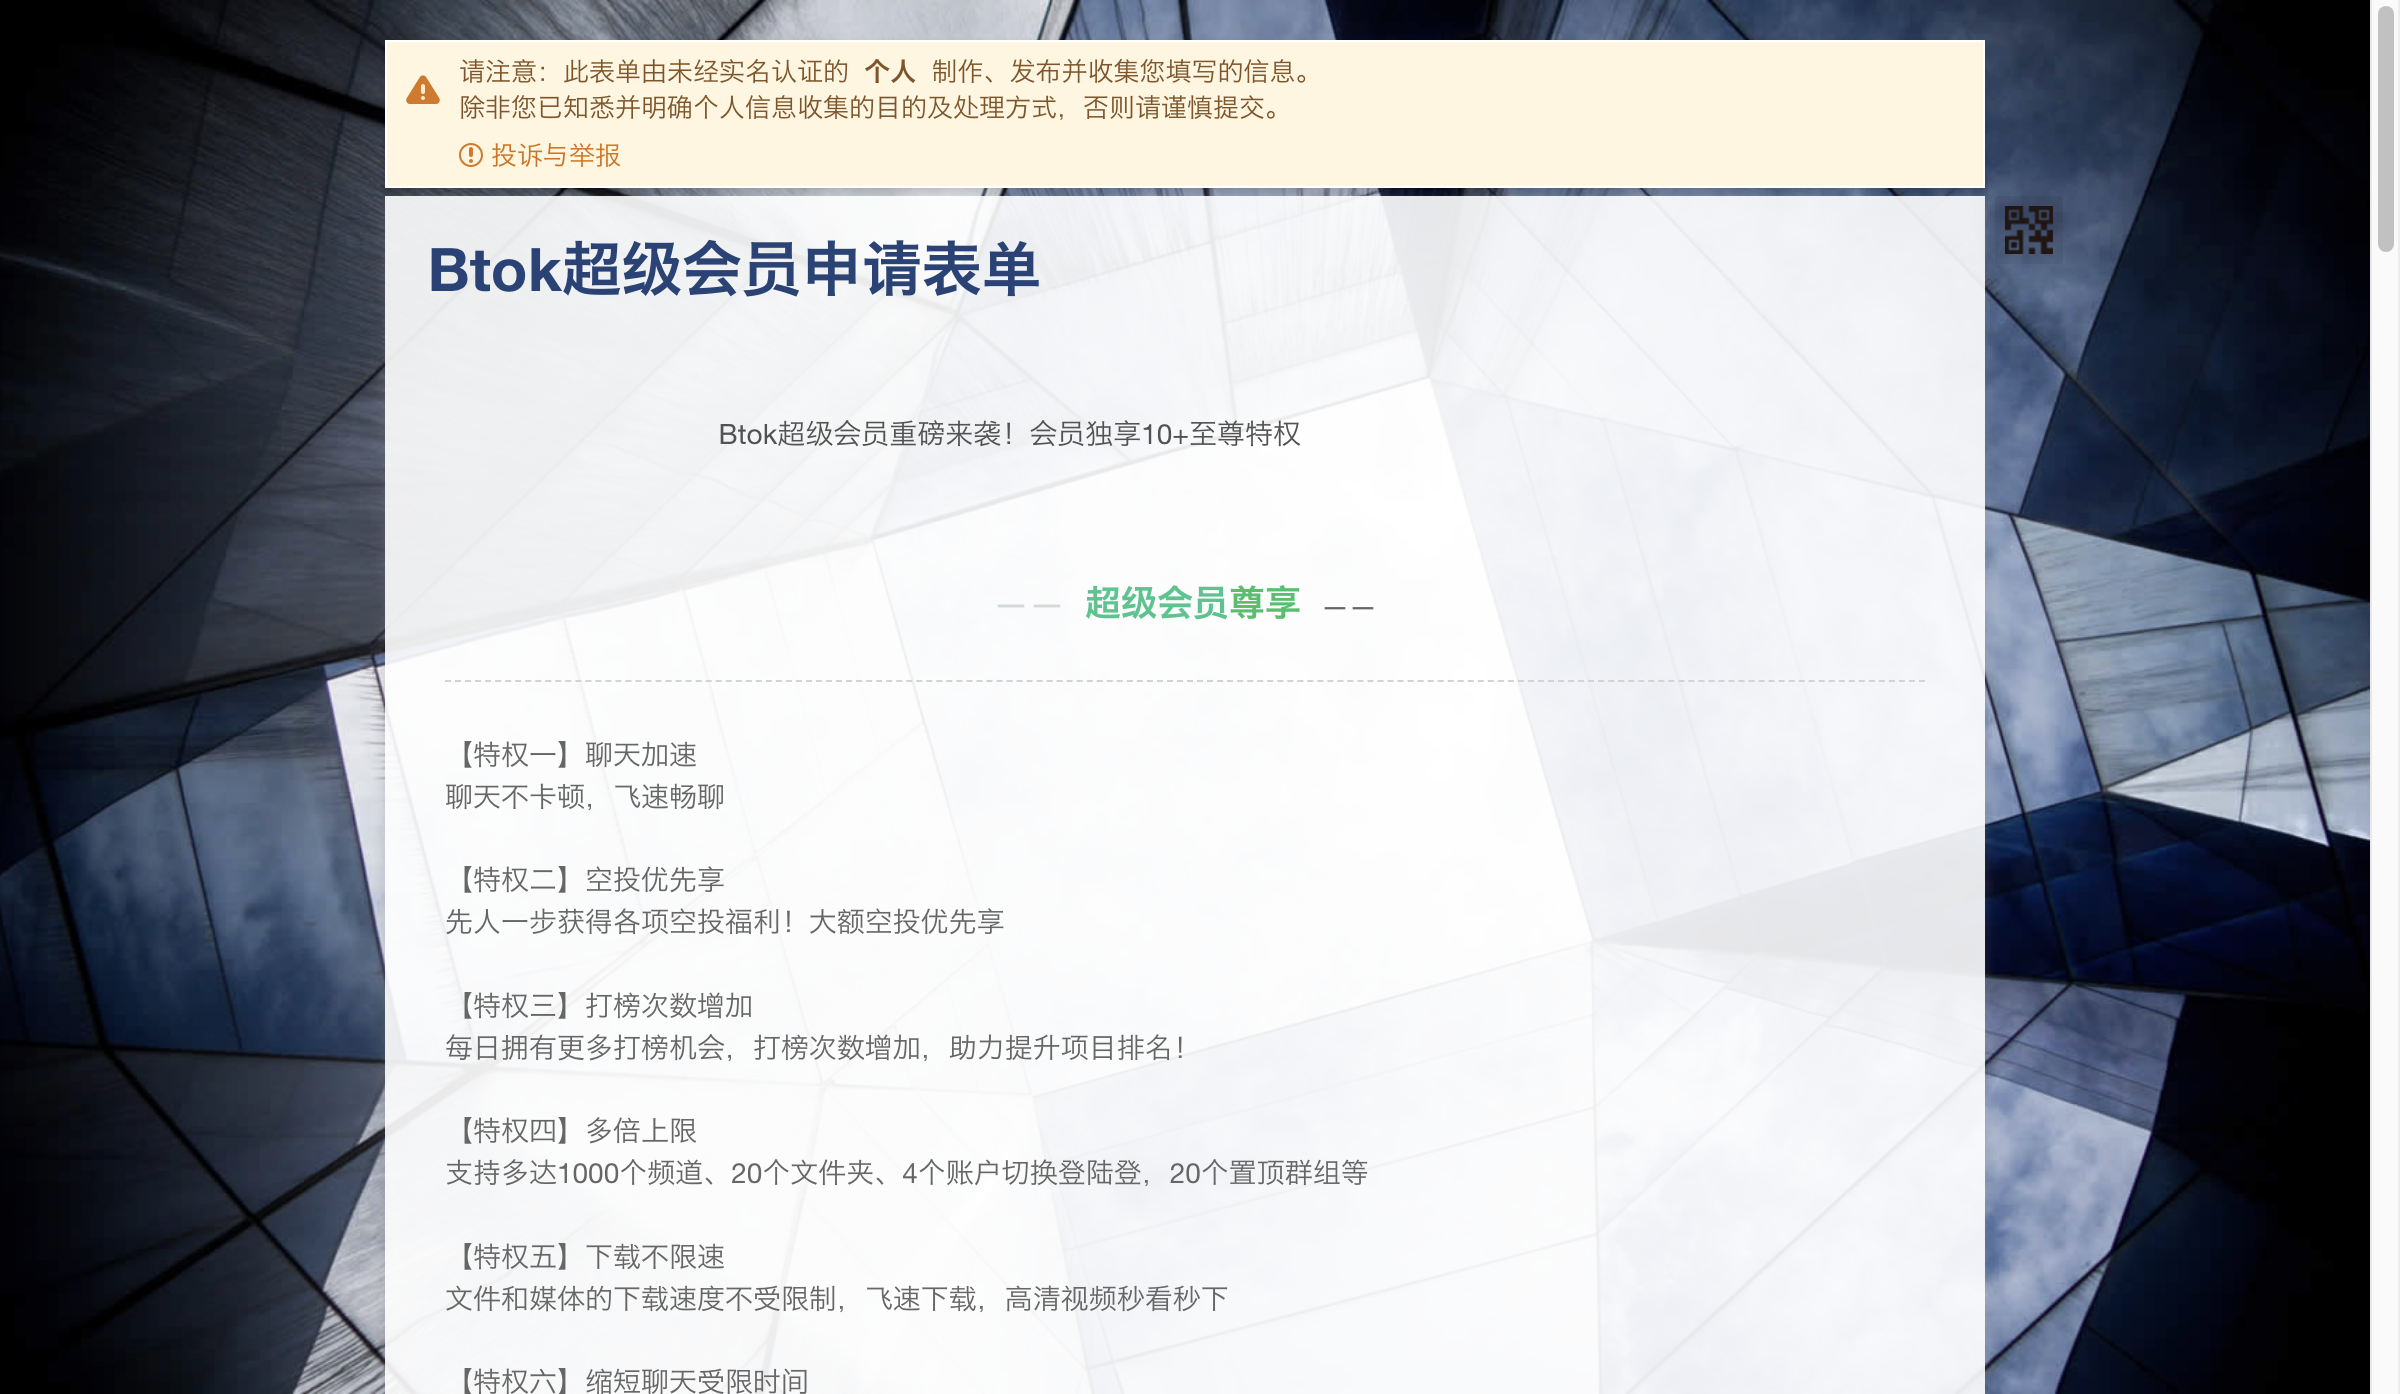 请注意：此表单由未经实名认证的 个人 制作、发布并收集您填写的信息。
除非您已知悉并明确个人信息收集的目的及处理方式，否则请谨慎提交。
投诉与举报
Btok超级会员申请表单
Btok超级会员重磅来袭！会员独享10+至尊特权
—— 超级会员尊享 ——
【特权一】聊天加速
聊天不卡顿，飞速畅聊
【特权二】空投优先享
先人一步获得各项空投福利！大额空投优先享
【特权三】打榜次数增加
每日拥有更多打榜机会，打榜次数增加，助力提升项目排名！
【特权四】多倍上限
支持多达1000个频道、20个文件夹、4个账户切换登陆登，20个置顶群组等
【特权五】下载不限速
文件和媒体的下载速度不受限制，飞速下载，高清视频秒看秒下
【特权六】缩短聊天受限时间